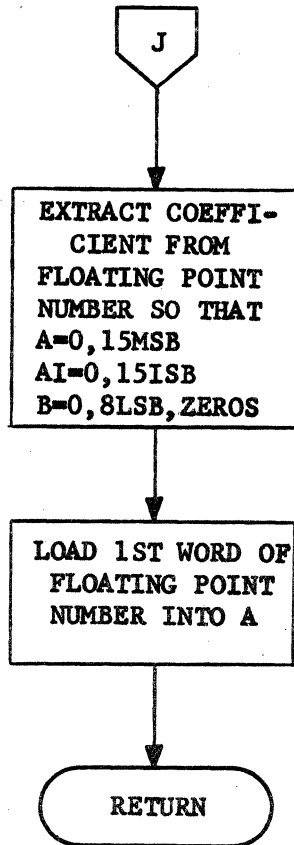 J
EXTRACT COEFFI-
CIENT FROM
FLOATING POINT
NUMBER SO THAT
A=0,15MSB
AI=0,15ISB
B=0,8LSB,ZEROS
LOAD 1ST WORD OF
FLOATING POINT
NUMBER INTO A
RETURN